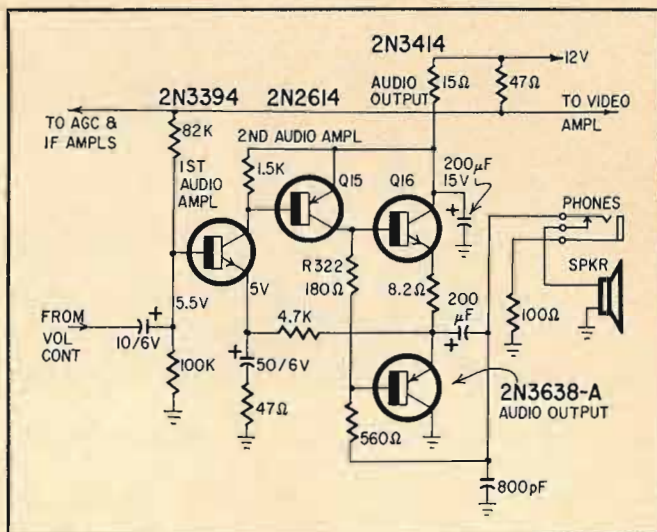 2N3414
12V
2N3394
2N2614
AUDIO
OUTPUT
15Ω
47Ω
TO AGC &
IF AMPLS
82K
TO VIDEO
AMPL
1ST
AUDIO
AMPL
2ND AUDIO AMPL
1.5K
Q15
Q16
200μF
15V
+
PHONES
5.5V
5V
R322
180Ω
8.2Ω
SPKR
FROM
VOL
CONT
+
10/6V
4.7K
200
μF
+
100Ω
100K
+
50/6V
47Ω
2N3638-A
AUDIO OUTPUT
560Ω
800pF